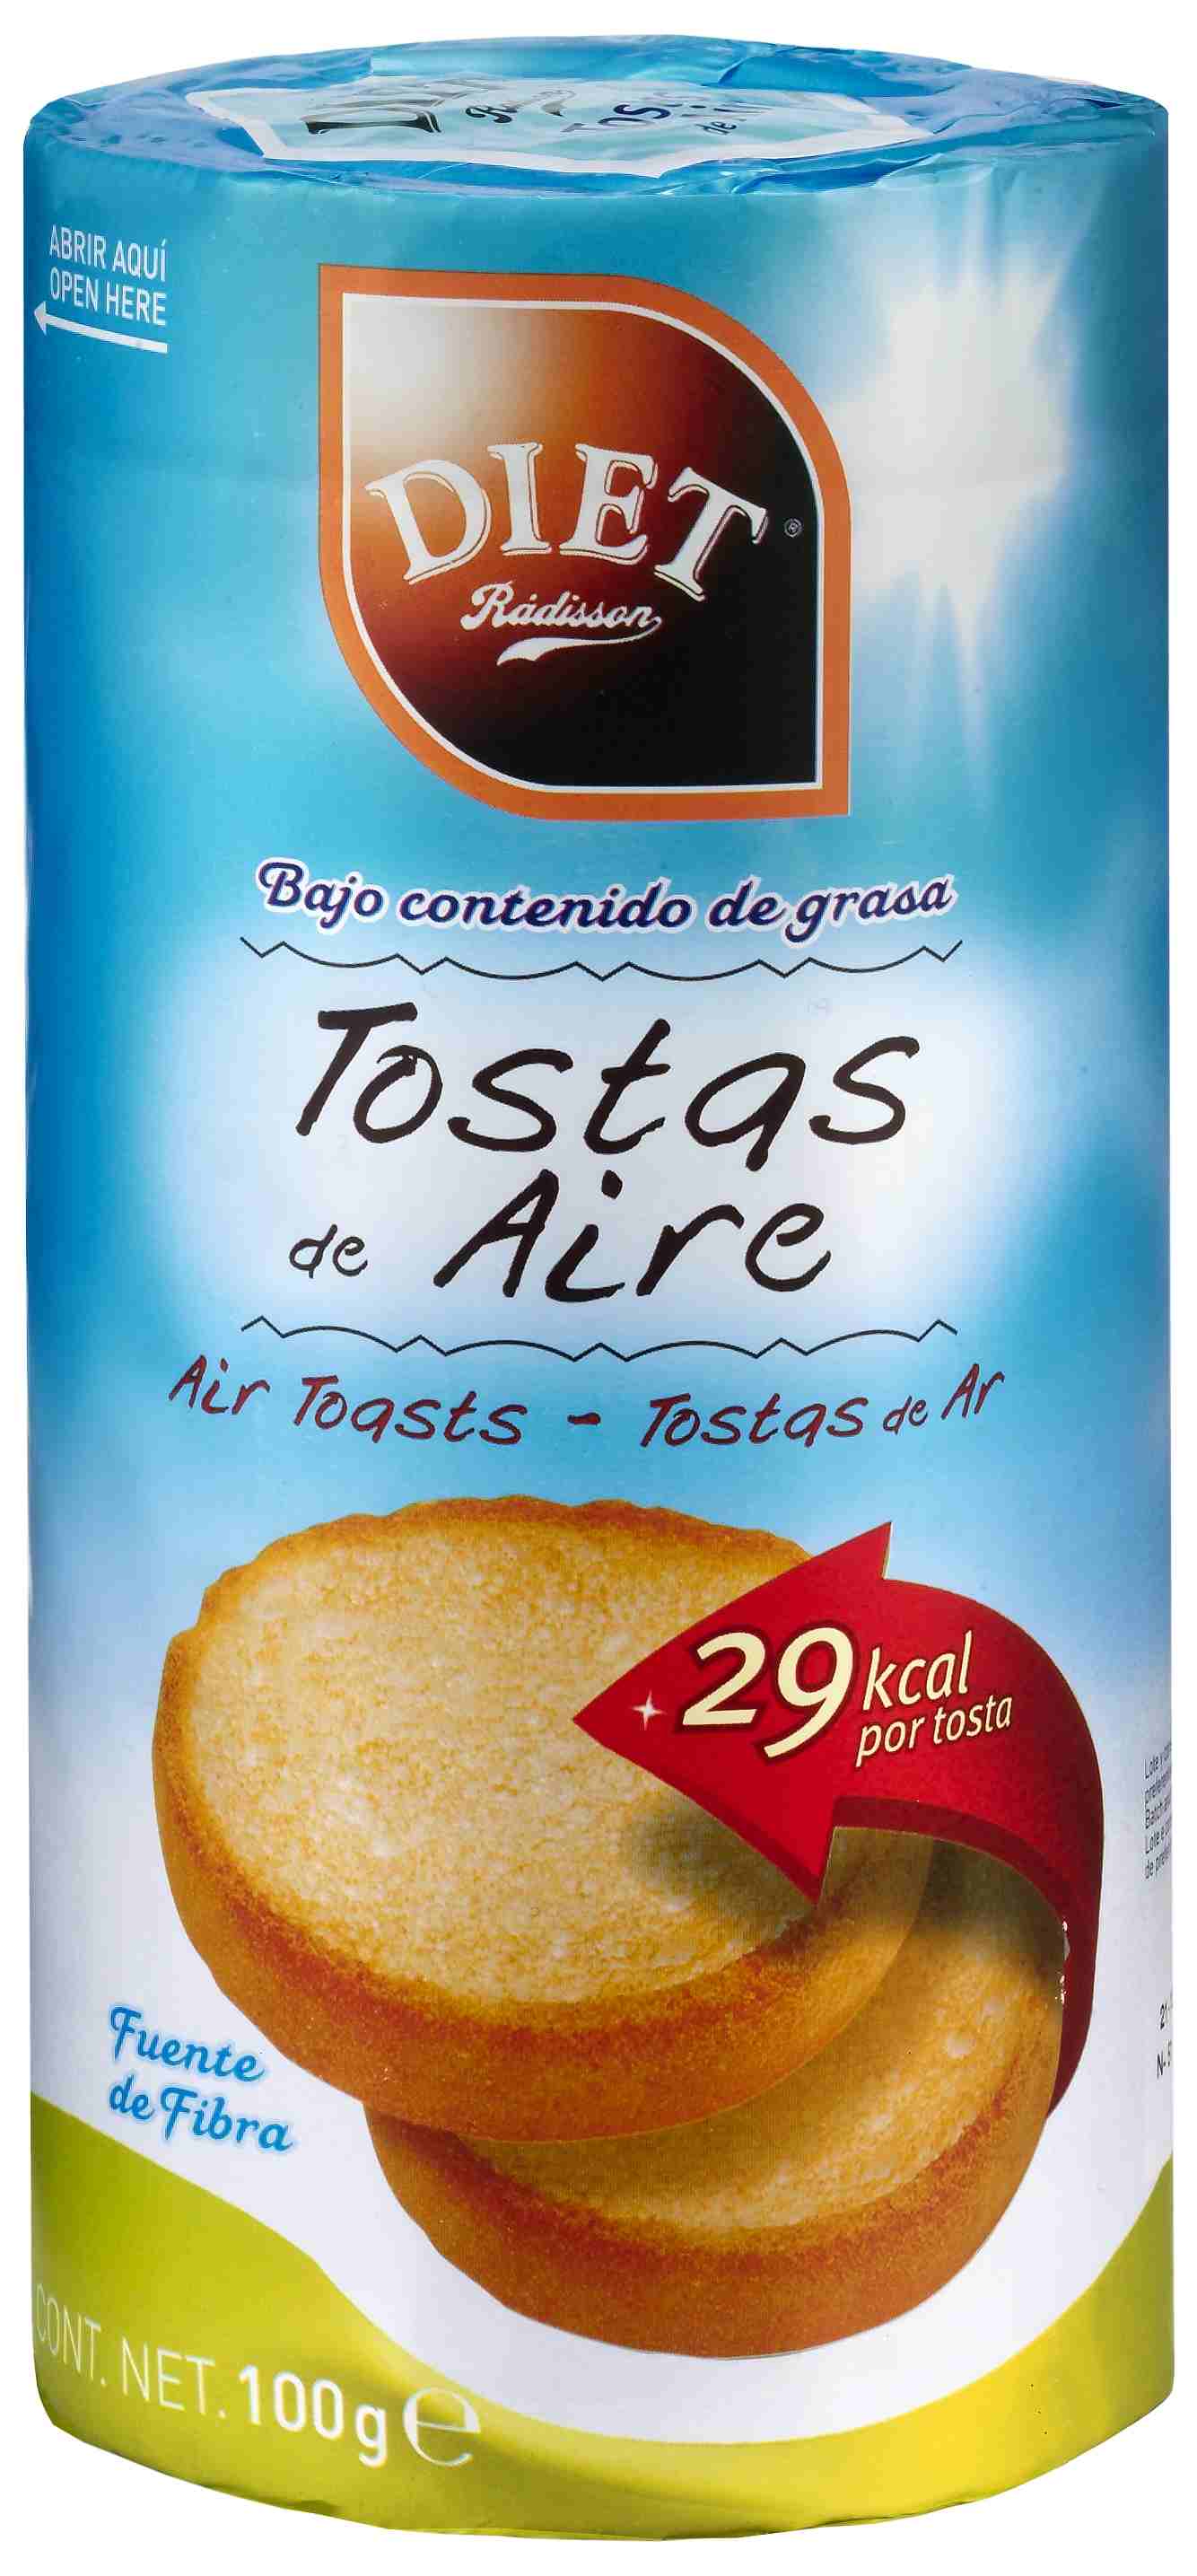 ABRIR AQUÍ
OPEN HERE
DIET®
Rádisson
Bajo contenido de grasa
Tostas
de Aire
Air Toasts - Tostas de Ar
29 kcal
por tosta
Fuente
de Fibra
CONT. NET. 100g e